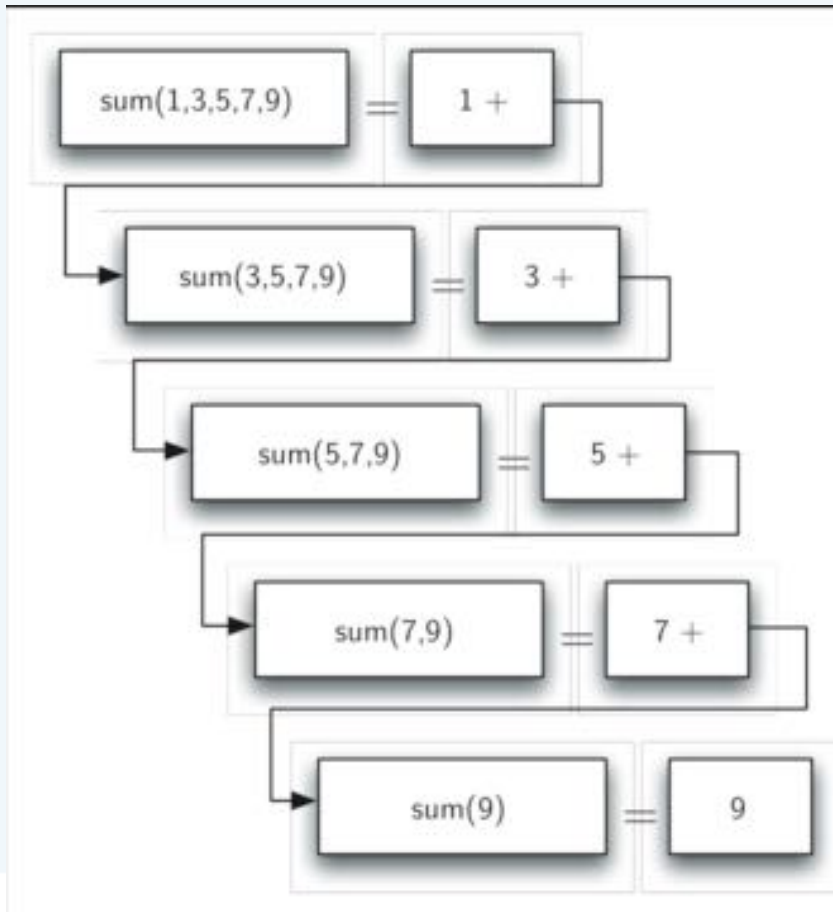 sum(1,3,5,7,9) = 1 +
sum(3,5,7,9) = 3 +
sum(5,7,9) = 5 +
sum(7,9) = 7 +
sum(9) = 9